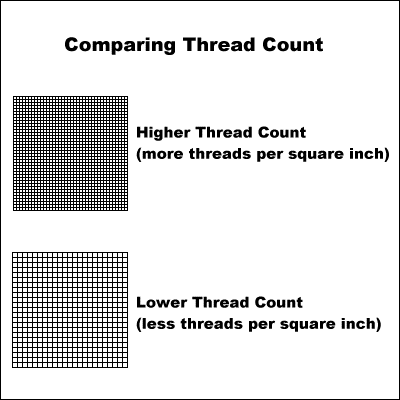 Comparing Thread Count
Higher Thread Count
(more threads per square inch)
Lower Thread Count
(less threads per square inch)